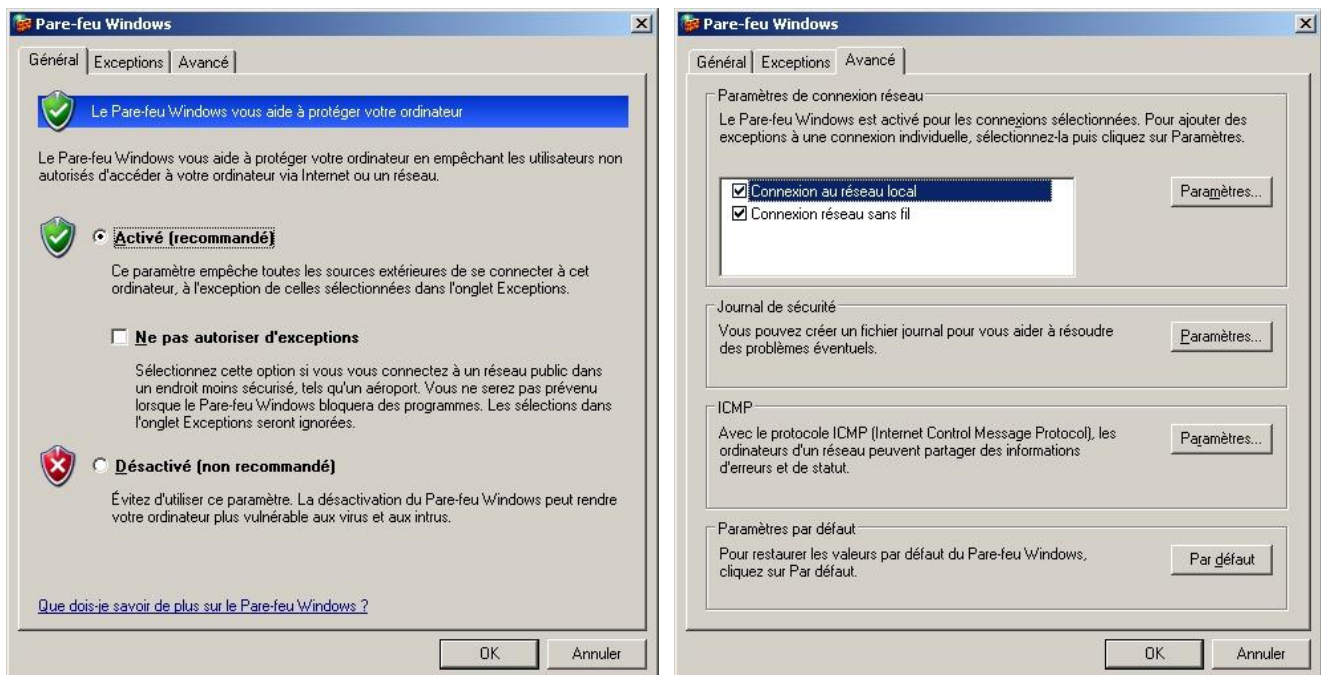 Pare-feu Windows
Général
Exceptions
Avancé
Le Pare-feu Windows vous aide à protéger votre ordinateur
Le Pare-feu Windows vous aide à protéger votre ordinateur en empêchant les utilisateurs non
autorisés d'accéder à votre ordinateur via Internet ou un réseau.
Activé (recommandé)
Ce paramètre empêche toutes les sources extérieures de se connecter à cet
ordinateur, à l'exception de celles sélectionnées dans l'onglet Exceptions.
Ne pas autoriser d'exceptions
Sélectionnez cette option si vous vous connectez à un réseau public dans
un endroit moins sécurisé, tels qu'un aéroport. Vous ne serez pas prévenu
lorsque le Pare-feu Windows bloquera des programmes. Les sélections dans
l'onglet Exceptions seront ignorées.
Désactivé (non recommandé)
Évitez d'utiliser ce paramètre. La désactivation du Pare-feu Windows peut rendre
votre ordinateur plus vulnérable aux virus et aux intrus.
Que dois-je savoir de plus sur le Pare-feu Windows ?
OK
Annuler
Pare-feu Windows
Général
Exceptions
Avancé
Paramètres de connexion réseau
Le Pare-feu Windows est activé pour les connexions sélectionnées. Pour ajouter des
exceptions à une connexion individuelle, sélectionnez-la puis cliquez sur Paramètres.
Connexion au réseau local
Connexion réseau sans fil
Paramètres...
Journal de sécurité
Vous pouvez créer un fichier journal pour vous aider à résoudre
des problèmes éventuels.
Paramètres...
ICMP
Avec le protocole ICMP (Internet Control Message Protocol), les
ordinateurs d'un réseau peuvent partager des informations
d'erreurs et de statut.
Paramètres...
Paramètres par défaut
Pour restaurer les valeurs par défaut du Pare-feu Windows,
cliquez sur Par défaut.
Par défaut
OK
Annuler